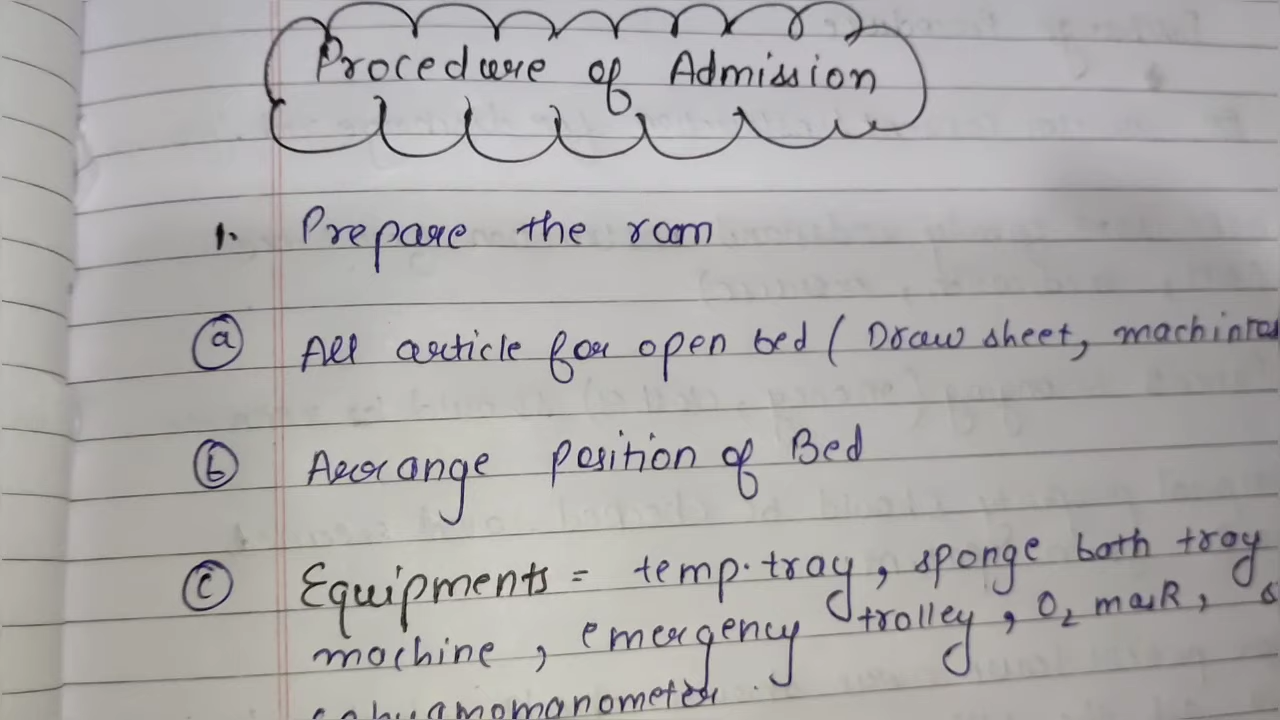 Procedure of Admission
1. Prepare the room
(a) All article for open bed ( Draw sheet, machintos
(b) Arrange position of Bed
(c) Equipments = temp. tray, sponge bath tray
machine, emergency trolley, O₂ mask,